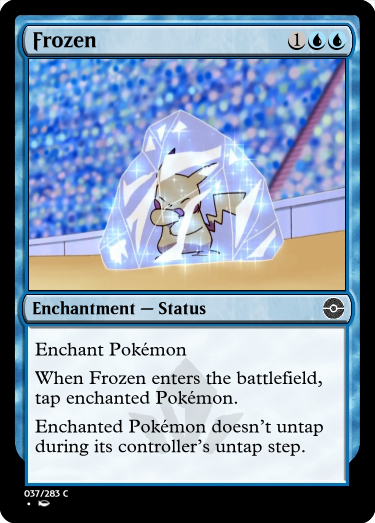 Frozen 1
Enchantment — Status
Enchant Pokémon
When Frozen enters the battlefield,
tap enchanted Pokémon.
Enchanted Pokémon doesn't untap
during its controller's untap step.
037/283 C